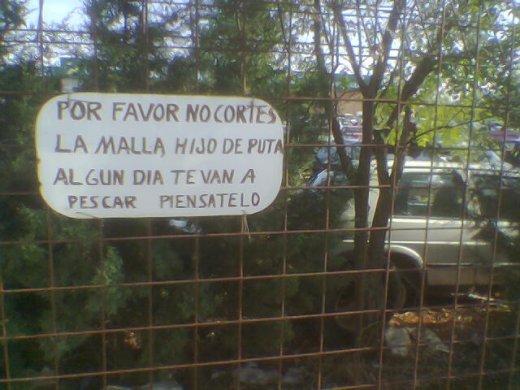 POR FAVOR NO CORTES
LA MALLA, HIJO DE PUTA
ALGUN DIA TE VAN A
PESCAR PIENSATELO